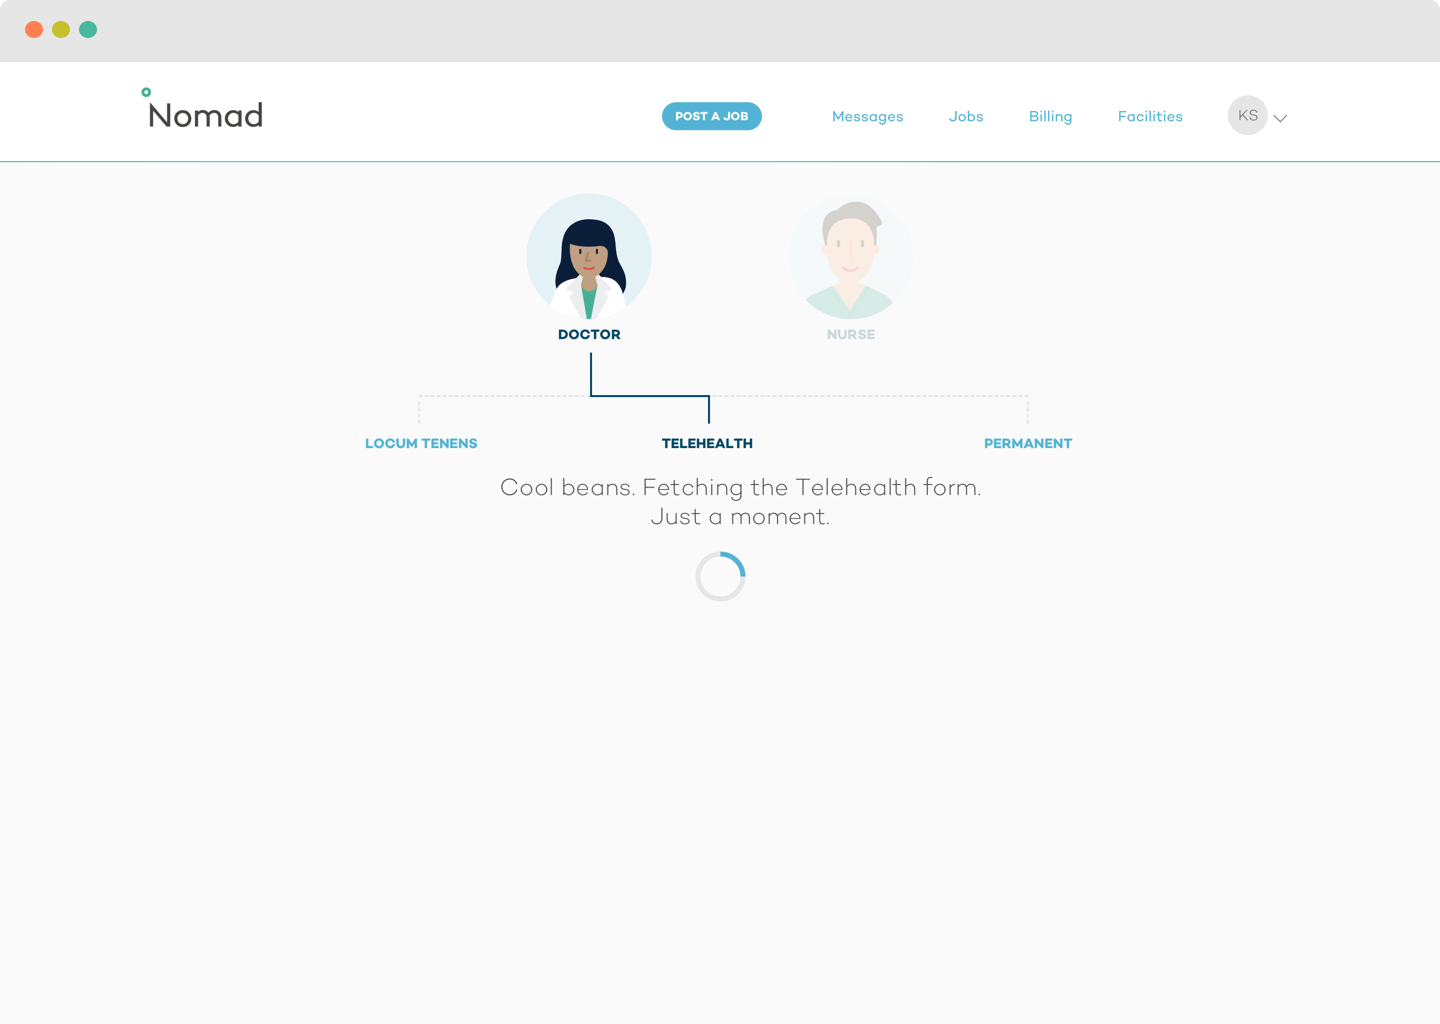 Nomad
POST A JOB
Messages
Jobs
Billing
Facilities
KS
DOCTOR
NURSE
LOCUM TENENS
TELEHEALTH
PERMANENT
Cool beans. Fetching the Telehealth form.
Just a moment.